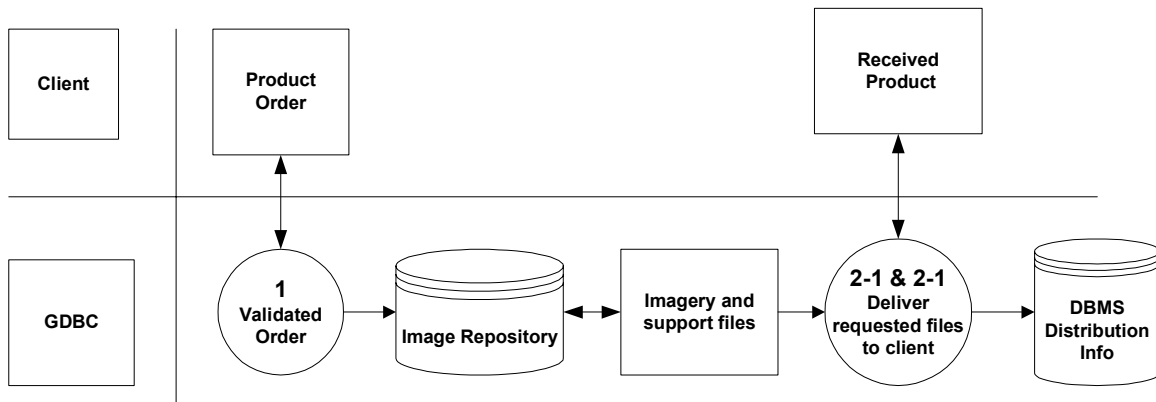 Client
Product
Order
Received
Product
GDBC
1
Validated
Order
Image Repository
Imagery and
support files
2-1 & 2-1
Deliver
requested files
to client
DBMS
Distribution
Info